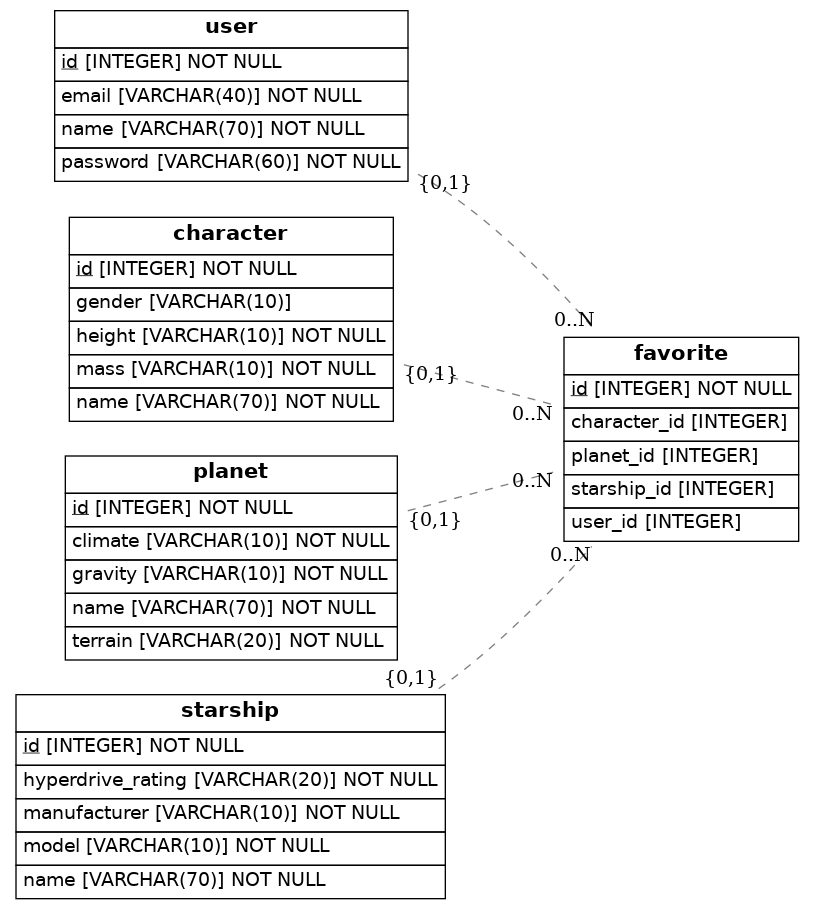 user
id [INTEGER] NOT NULL
email [VARCHAR(40)] NOT NULL
name [VARCHAR(70)] NOT NULL
password [VARCHAR(60)] NOT NULL
{0,1}
character
id [INTEGER] NOT NULL
gender [VARCHAR(10)]
height [VARCHAR(10)] NOT NULL
mass [VARCHAR(10)] NOT NULL
name [VARCHAR(70)] NOT NULL
{0,1}
planet
id [INTEGER] NOT NULL
climate [VARCHAR(10)] NOT NULL
gravity [VARCHAR(10)] NOT NULL
name [VARCHAR(70)] NOT NULL
terrain [VARCHAR(20)] NOT NULL
{0,1}
{0,1}
starship
id [INTEGER] NOT NULL
hyperdrive_rating [VARCHAR(20)] NOT NULL
manufacturer [VARCHAR(10)] NOT NULL
model [VARCHAR(10)] NOT NULL
name [VARCHAR(70)] NOT NULL
0..N
0..N
0..N
0..N
favorite
id [INTEGER] NOT NULL
character_id [INTEGER]
planet_id [INTEGER]
starship_id [INTEGER]
user_id [INTEGER]